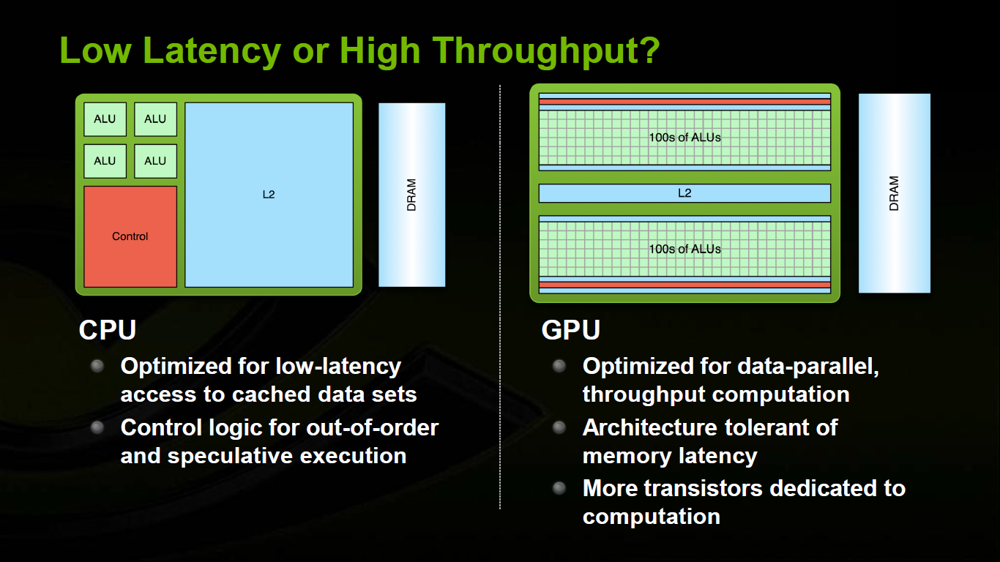 Low Latency or High Throughput?
ALU
ALU
ALU
ALU
Control
L2
DRAM
CPU
Optimized for low-latency
access to cached data sets
Control logic for out-of-order
and speculative execution
100s of ALUs
L2
100s of ALUs
DRAM
GPU
Optimized for data-parallel,
throughput computation
Architecture tolerant of
memory latency
More transistors dedicated to
computation